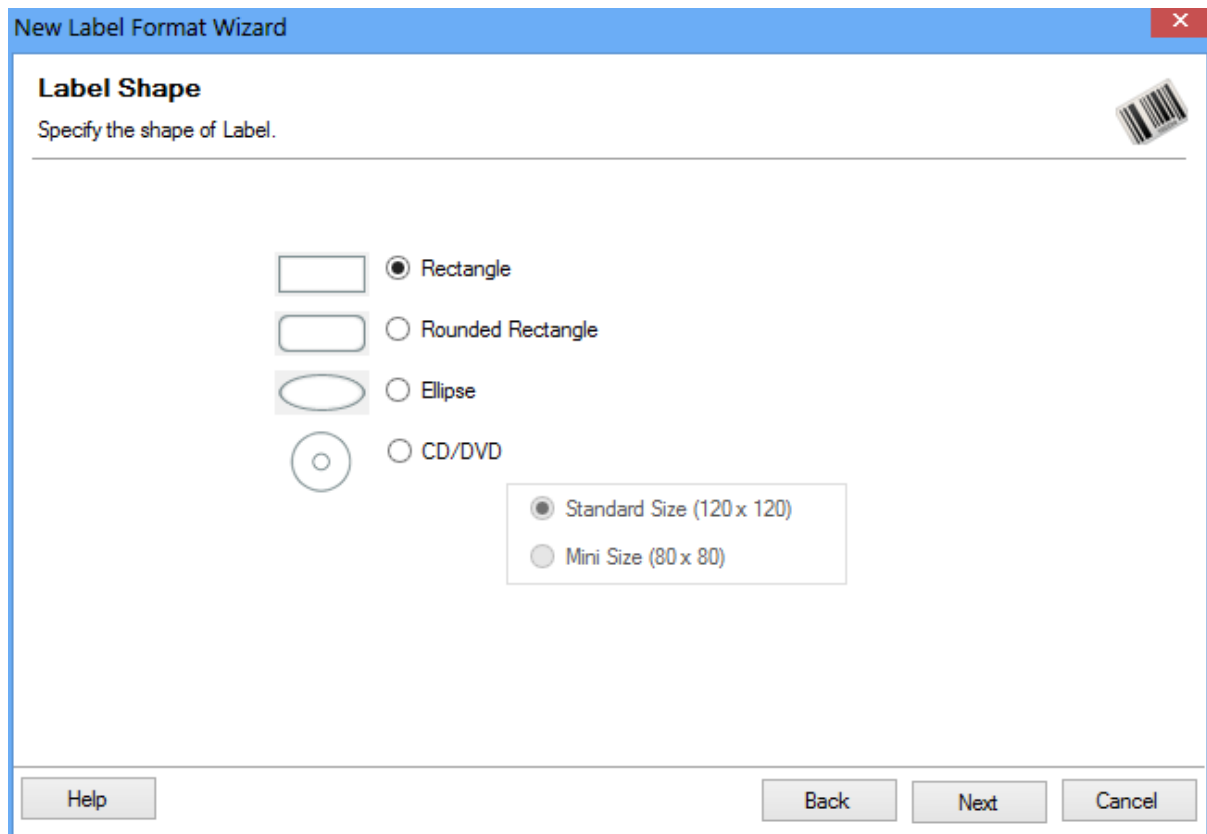 New Label Format Wizard
Label Shape
Specify the shape of Label.
Rectangle
Rounded Rectangle
Ellipse
CD/DVD
Standard Size (120 x 120)
Mini Size (80 x 80)
Help Back Next Cancel